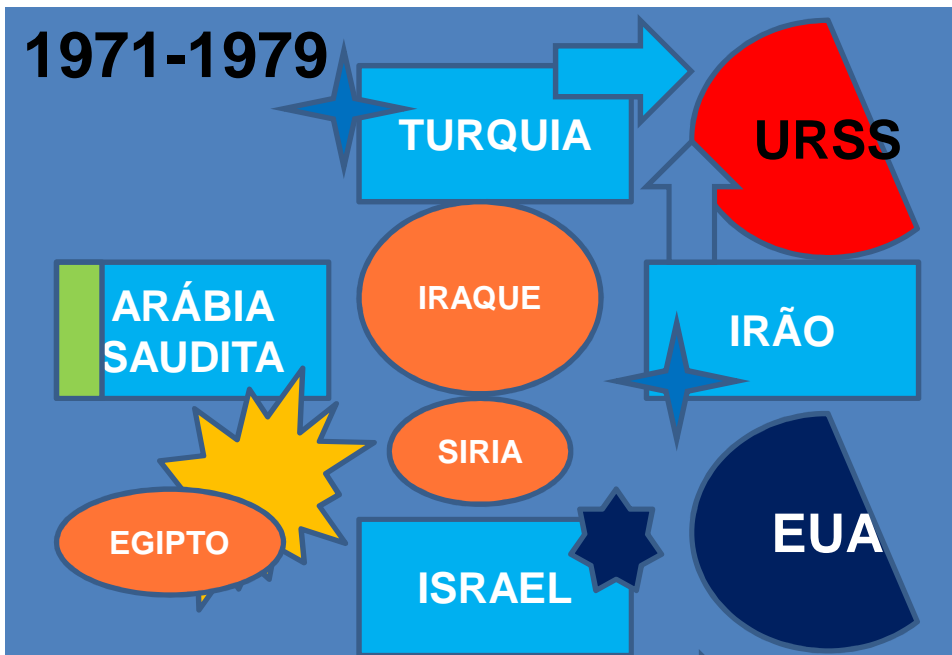 1971-1979
TURQUIA
URSS
ARÁBIA
SAUDITA
IRAQUE
IRÃO
SIRIA
EGIPTO
ISRAEL
EUA